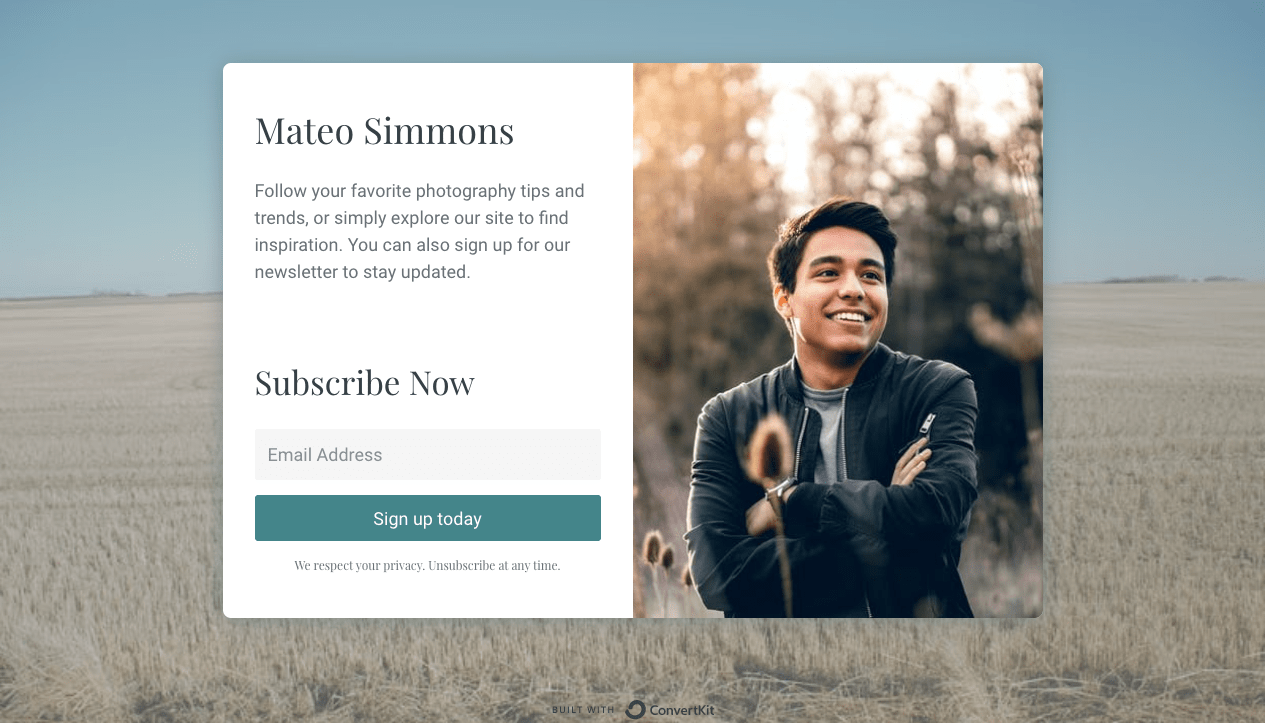 Mateo Simmons
Follow your favorite photography tips and
trends, or simply explore our site to find
inspiration. You can also sign up for our
newsletter to stay updated.
Subscribe Now
Email Address
Sign up today
We respect your privacy. Unsubscribe at any time.
BUILT WITH ConvertKit